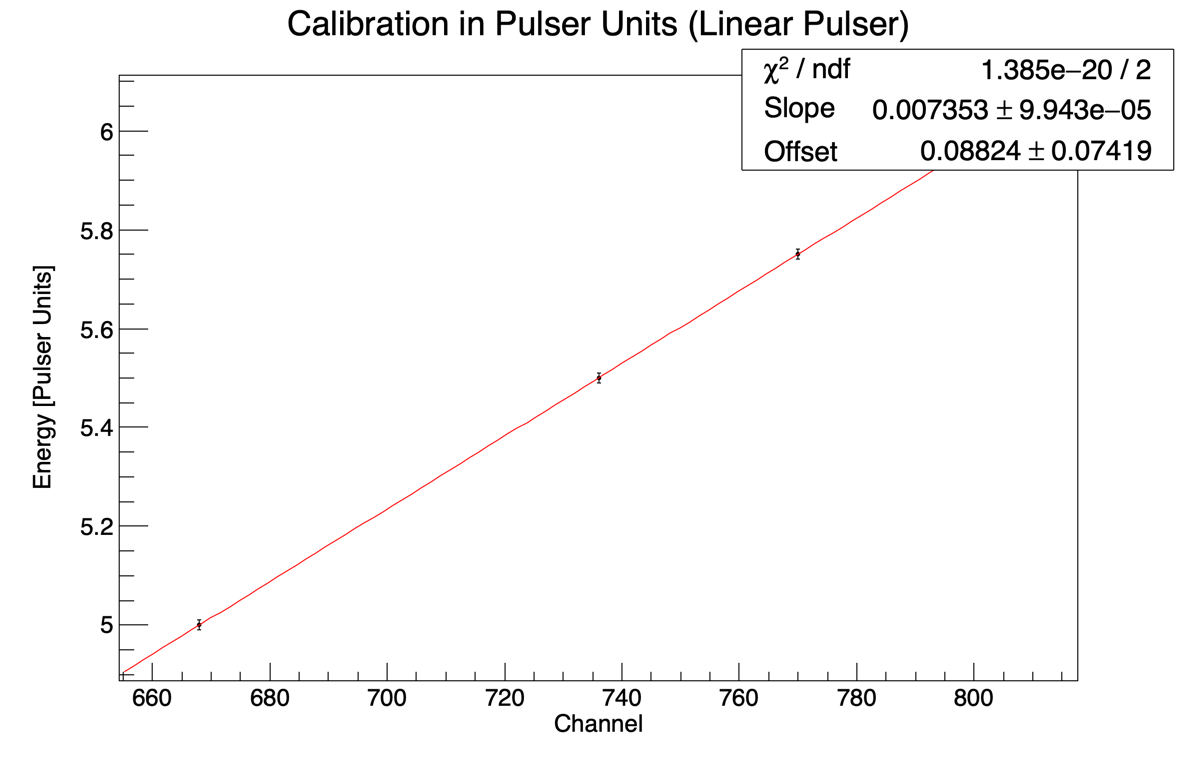 Calibration in Pulser Units (Linear Pulser)
χ² / ndf 1.385e−20 / 2
Slope 0.007353 ± 9.943e−05
Offset 0.08824 ± 0.07419
6
5.8
5.6
5.4
5.2
5
Energy [Pulser Units]
660 680 700 720 740 760 780 800
Channel